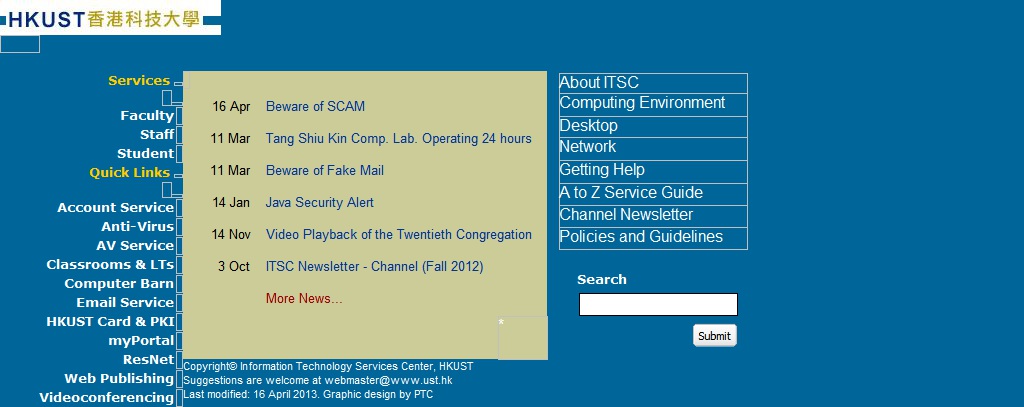 HKUST香港科技大學
Services
Faculty
Staff
Student
Quick Links
Account Service
Anti-Virus
AV Service
Classrooms & LTs
Computer Barn
Email Service
HKUST Card & PKI
myPortal
ResNet
Web Publishing
Videoconferencing
16 Apr Beware of SCAM
11 Mar Tang Shiu Kin Comp. Lab. Operating 24 hours
11 Mar Beware of Fake Mail
14 Jan Java Security Alert
14 Nov Video Playback of the Twentieth Congregation
3 Oct ITSC Newsletter - Channel (Fall 2012)
More News...
*
Copyright© Information Technology Services Center, HKUST
Suggestions are welcome at webmaster@www.ust.hk
Last modified: 16 April 2013. Graphic design by PTC
About ITSC
Computing Environment
Desktop
Network
Getting Help
A to Z Service Guide
Channel Newsletter
Policies and Guidelines
Search
Submit